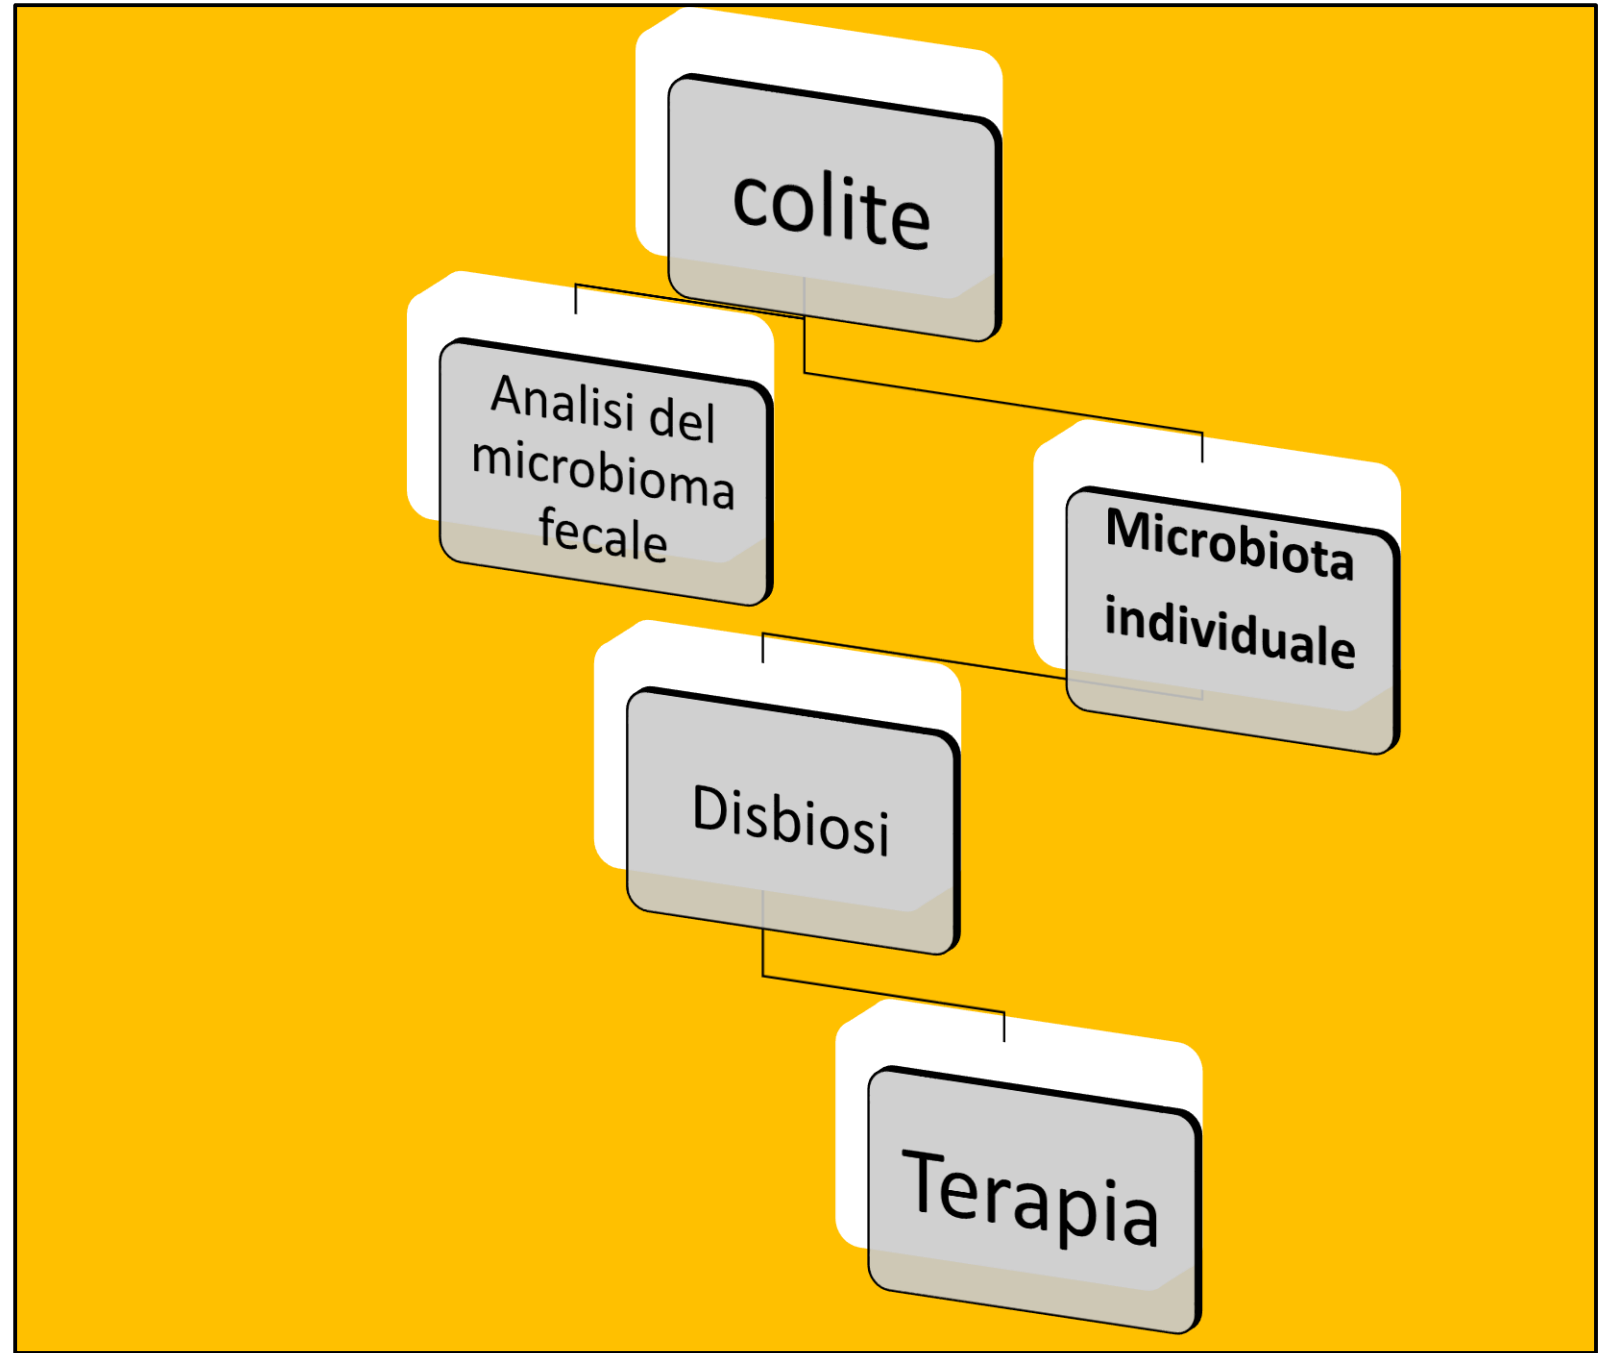 colite
Analisi del
microbioma
fecale
Microbiota
individuale
Disbiosi
Terapia